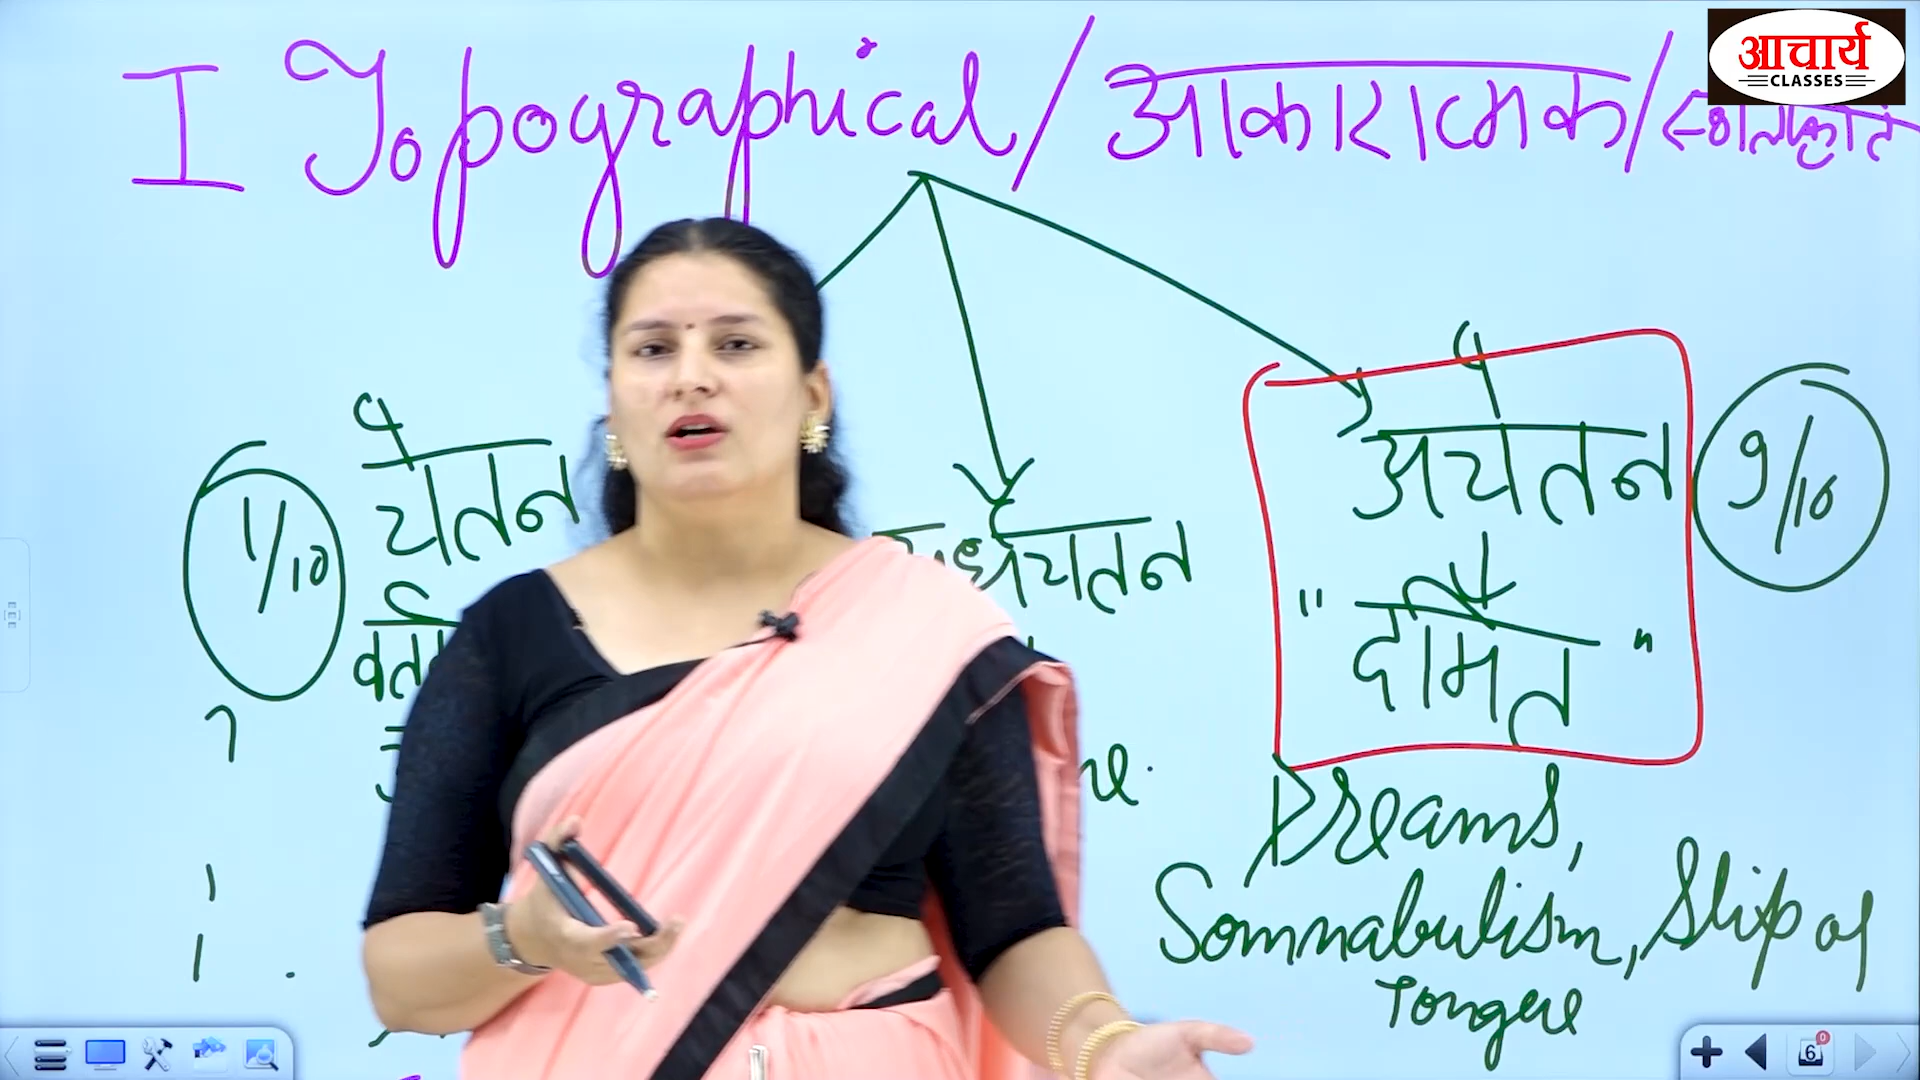 आचार्य
CLASSES
I Topographical / आकारात्मक /
चेतन
अर्धचेतन
अचेतन
1/10
9/10
"दमित"
Dreams,
Somnabulism, Slip of
Tongue
6